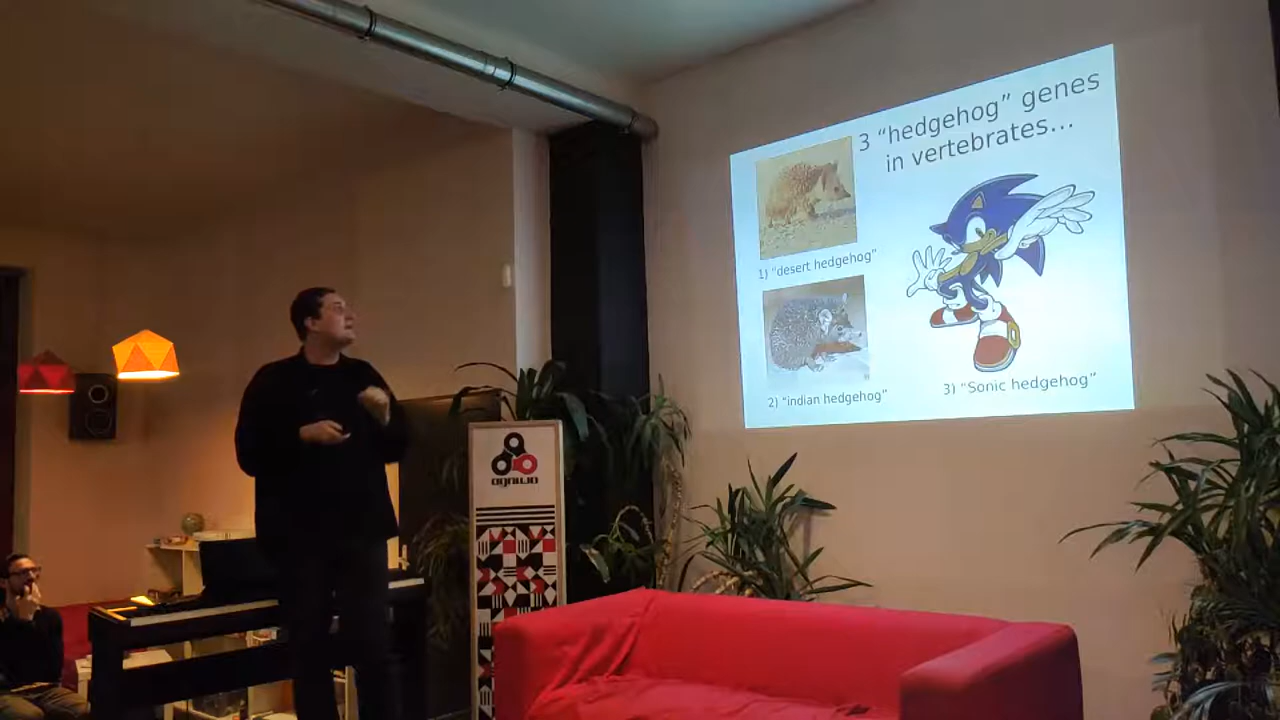 3 “hedgehog” genes
in vertebrates...
1) “desert hedgehog”
2) “indian hedgehog”
3) “Sonic hedgehog”